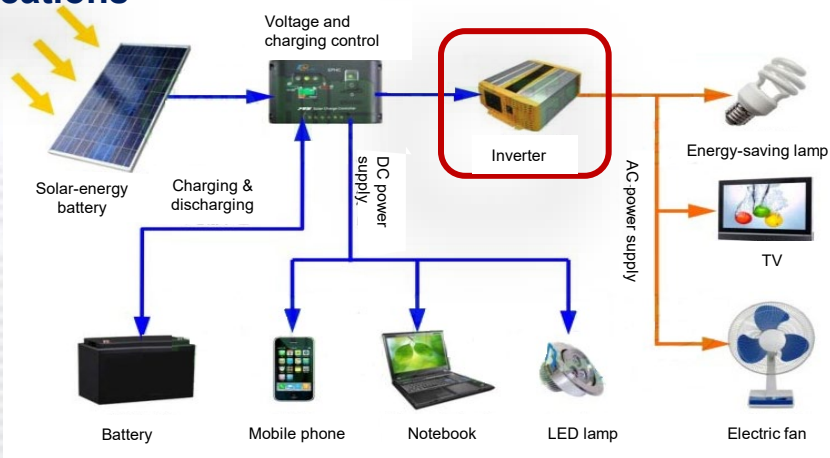 cations
Voltage and
charging control
Inverter
Energy-saving lamp
Solar-energy
battery
Charging &
discharging
DC power
supply.
AC power supply
TV
Battery
Mobile phone
Notebook
LED lamp
Electric fan